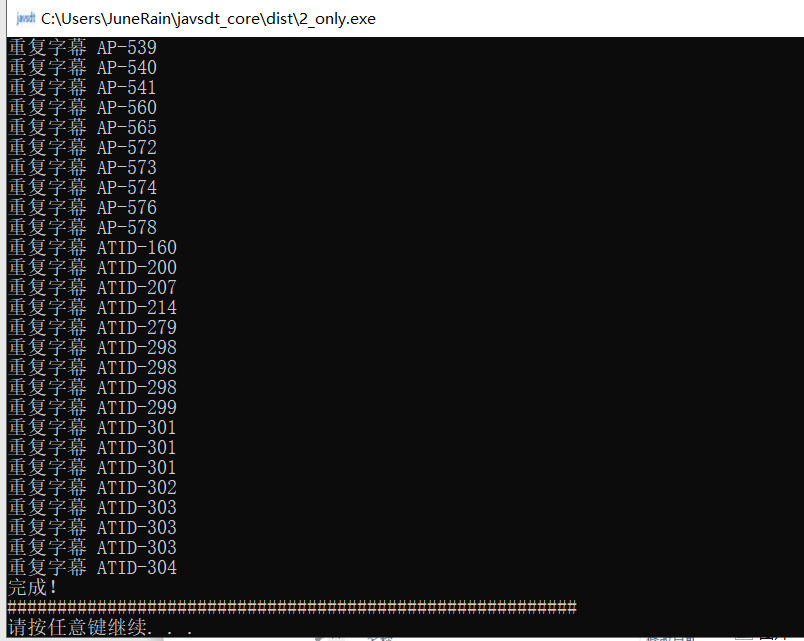 javsdt C:\Users\JuneRain\javsdt_core\dist\2_only.exe
重复字幕 AP-539
重复字幕 AP-540
重复字幕 AP-541
重复字幕 AP-560
重复字幕 AP-565
重复字幕 AP-572
重复字幕 AP-573
重复字幕 AP-574
重复字幕 AP-576
重复字幕 AP-578
重复字幕 ATID-160
重复字幕 ATID-200
重复字幕 ATID-207
重复字幕 ATID-214
重复字幕 ATID-279
重复字幕 ATID-298
重复字幕 ATID-298
重复字幕 ATID-298
重复字幕 ATID-299
重复字幕 ATID-301
重复字幕 ATID-301
重复字幕 ATID-301
重复字幕 ATID-302
重复字幕 ATID-303
重复字幕 ATID-303
重复字幕 ATID-303
重复字幕 ATID-304
完成!
#########################################################
请按任意键继续. . .